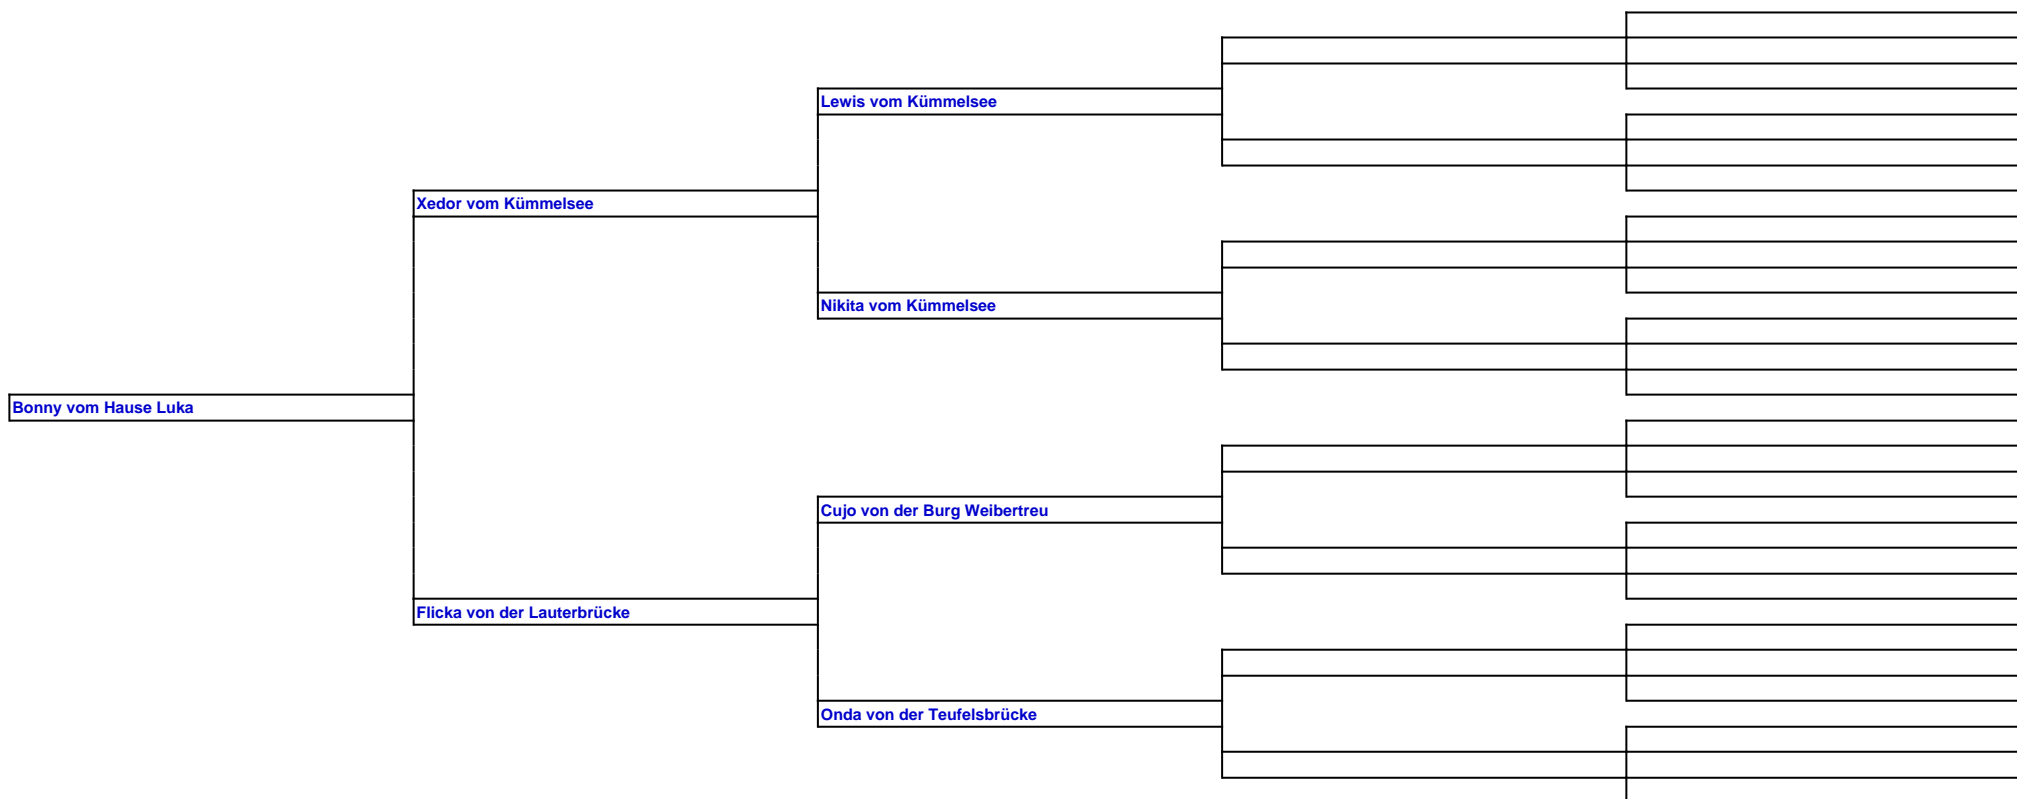 Lewis vom Kümmelsee
Xedor vom Kümmelsee
Nikita vom Kümmelsee
Bonny vom Hause Luka
Cujo von der Burg Weibertreu
Flicka von der Lauterbrücke
Onda von der Teufelsbrücke